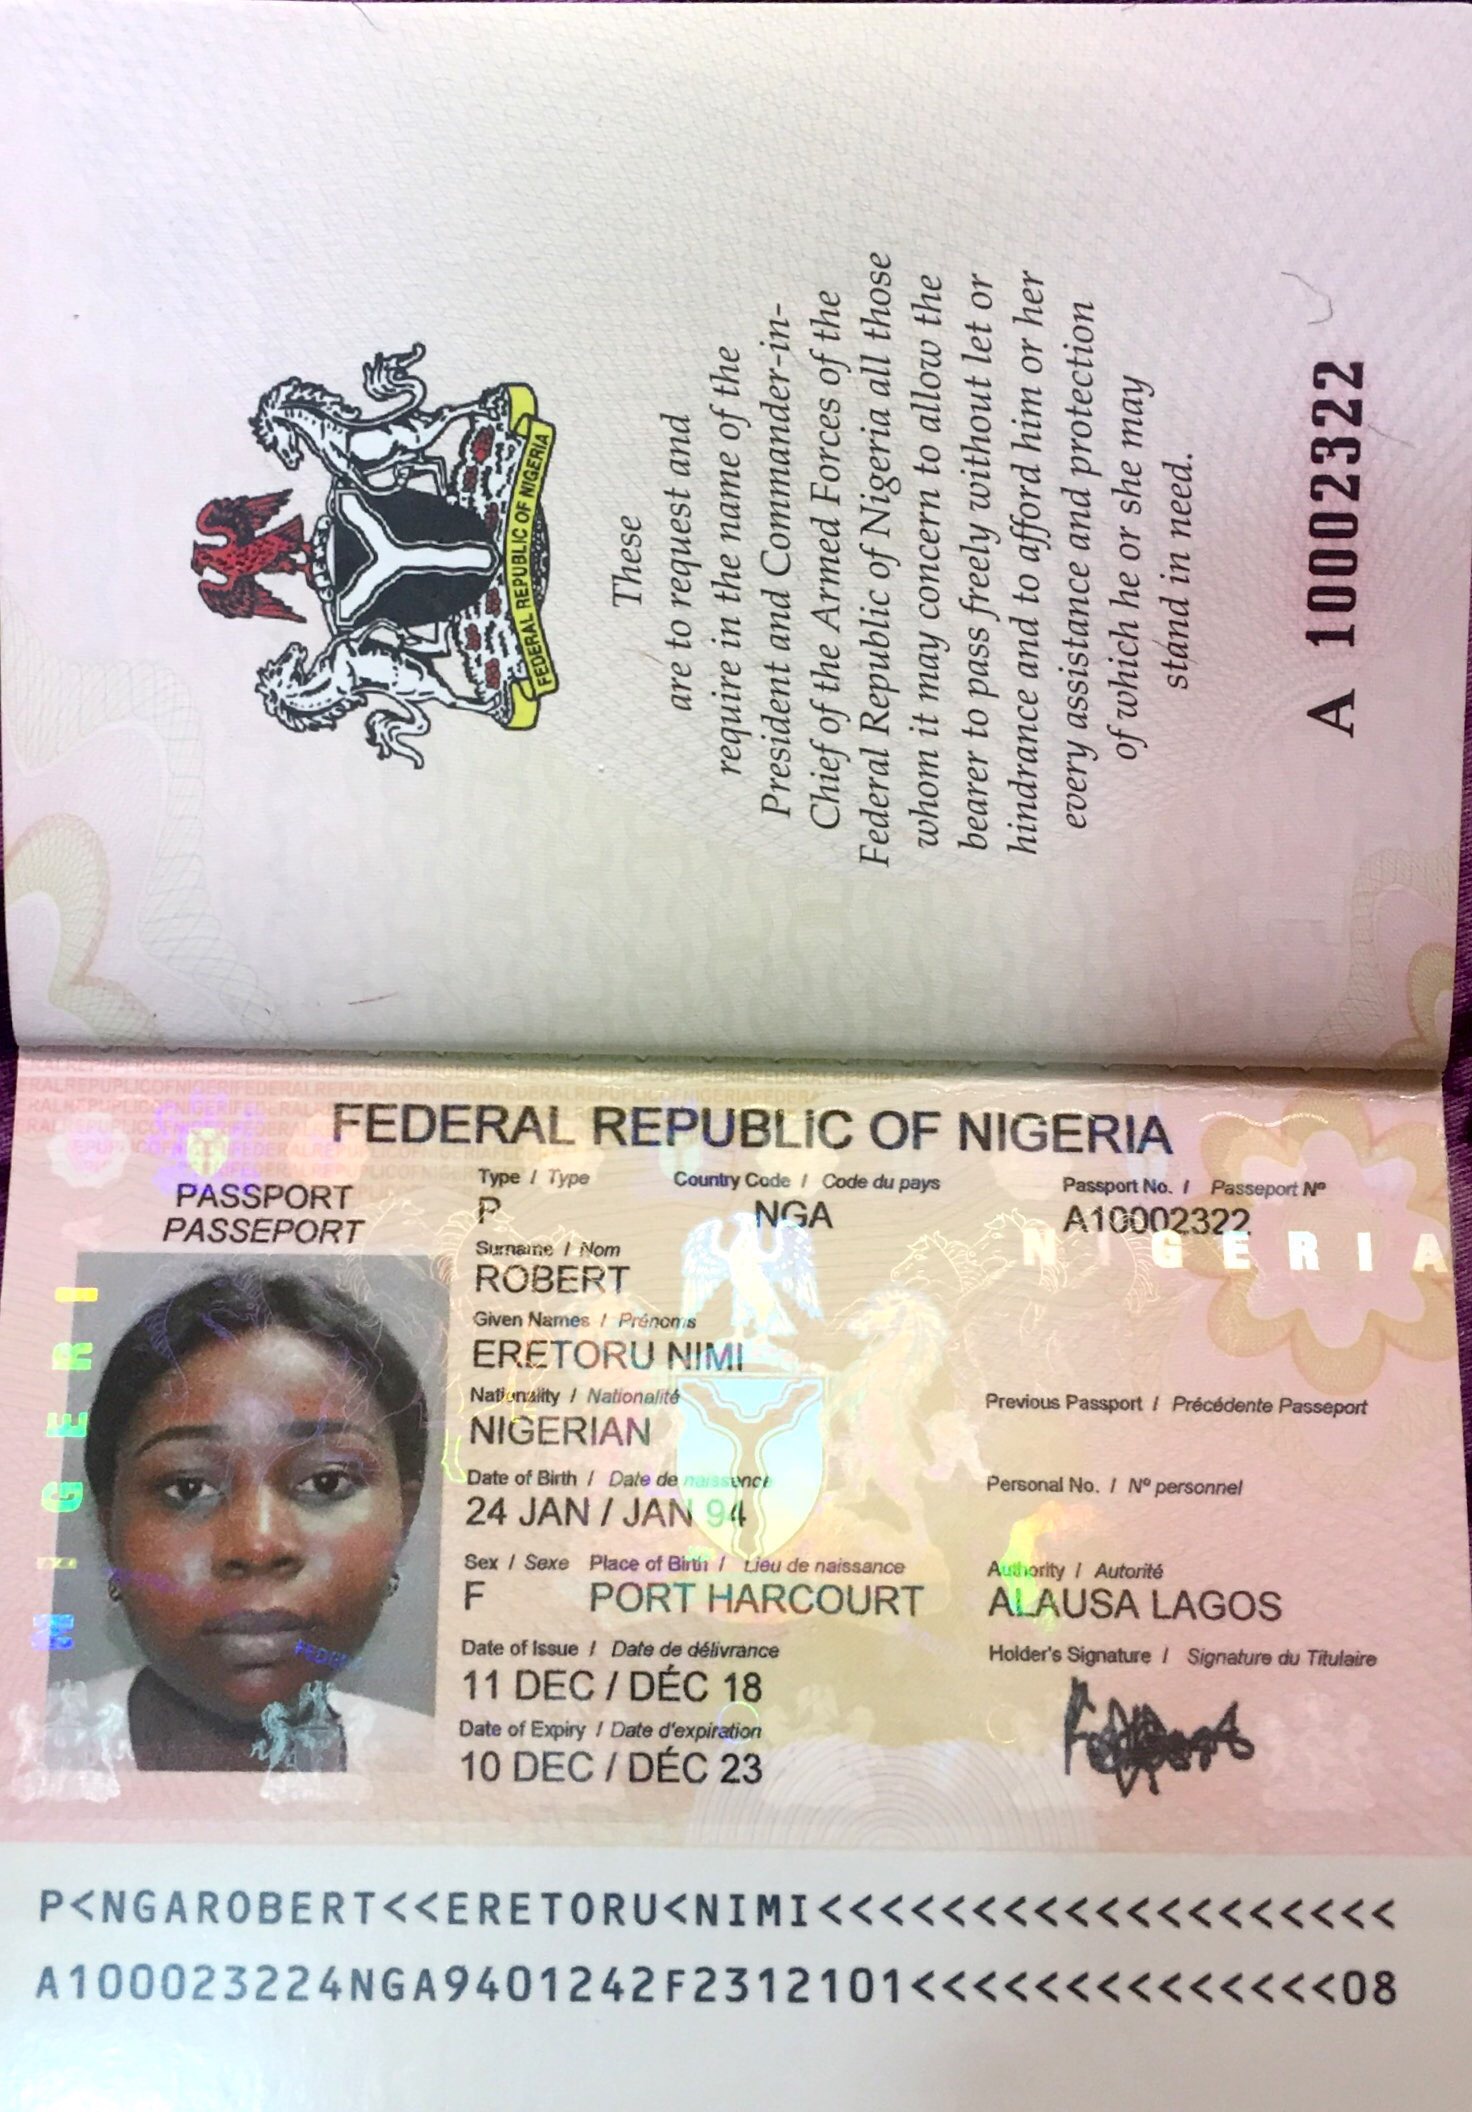 FEDERAL REPUBLIC OF NIGERIA
These
are to request and
require in the name of the
President and Commander-in-
Chief of the Armed Forces of the
Federal Republic of Nigeria all those
whom it may concern to allow the
bearer to pass freely without let or
hindrance and to afford him or her
every assistance and protection
of which he or she may
stand in need.
A 10002322
FEDERAL REPUBLIC OF NIGERIA
PASSPORT
PASSEPORT
Type / Type Country Code / Code du pays Passport No. / Passeport Nº
P NGA A10002322
NIGERIA
Surname / Nom
ROBERT
Given Names / Prénoms
ERETORU NIMI
Nationality / Nationalité Previous Passport / Précédente Passeport
NIGERIAN
Date of Birth / Date de naissence Personal No. / Nº personnel
24 JAN / JAN 94
Sex / Sexe Place of Birth / Lieu de naissance Authority / Autorité
F PORT HARCOURT ALAUSA LAGOS
Date of Issue / Date de délivrance Holder's Signature / Signature du Titulaire
11 DEC / DÉC 18
Date of Expiry / Date d'expiration
10 DEC / DÉC 23
P<NGAROBERT<<ERETORU<NIMI<<<<<<<<<<<<<<<<<<<
A100023224NGA9401242F2312101<<<<<<<<<<<<<<08